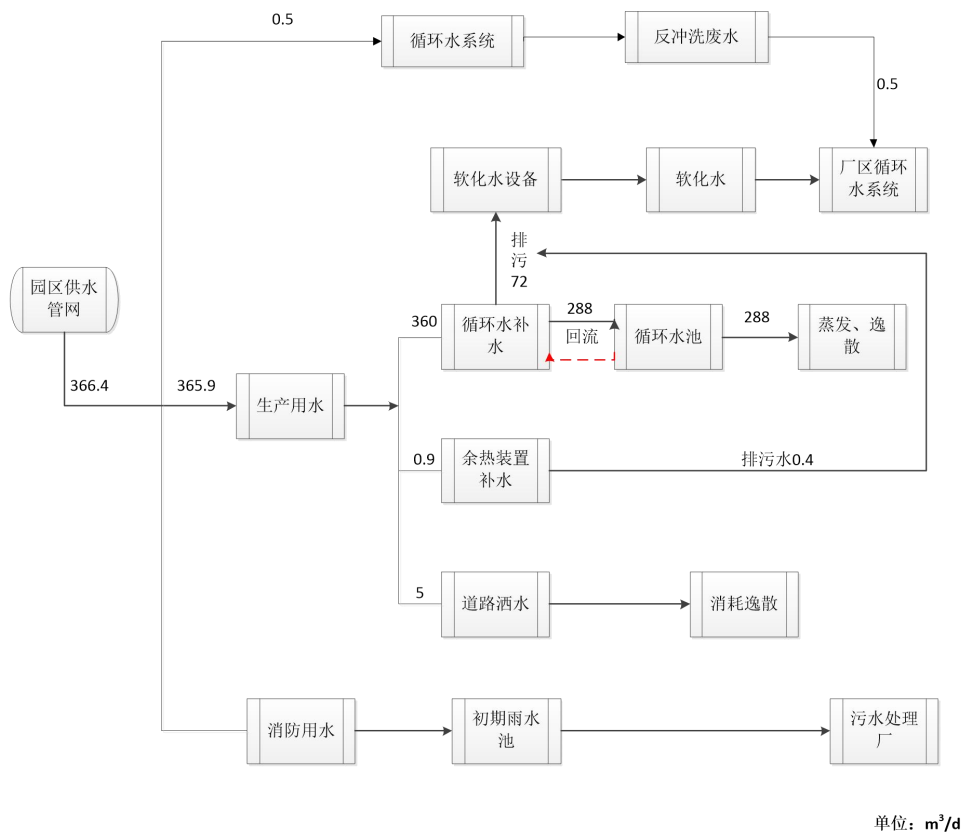 0.5
循环水系统
反冲洗废水
0.5
软化水设备
软化水
厂区循环
水系统
排
污
72
园区供水
管网
360
循环水补
水
288
回流
循环水池
288
蒸发、逸
散
366.4
365.9
生产用水
0.9
余热装置
补水
排污水0.4
5
道路洒水
消耗逸散
消防用水
初期雨水
池
污水处理
厂
单位：m³/d